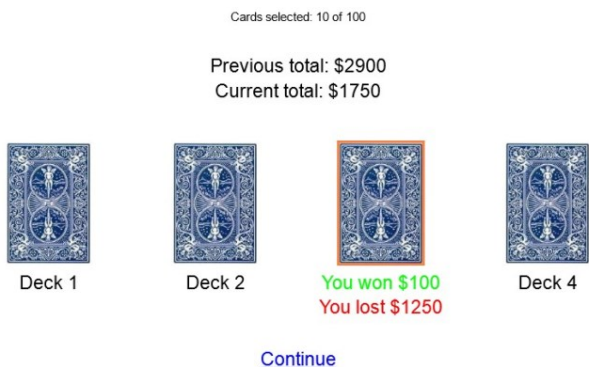 Cards selected: 10 of 100
Previous total: $2900
Current total: $1750
Deck 1
Deck 2
You won $100
You lost $1250
Deck 4
Continue